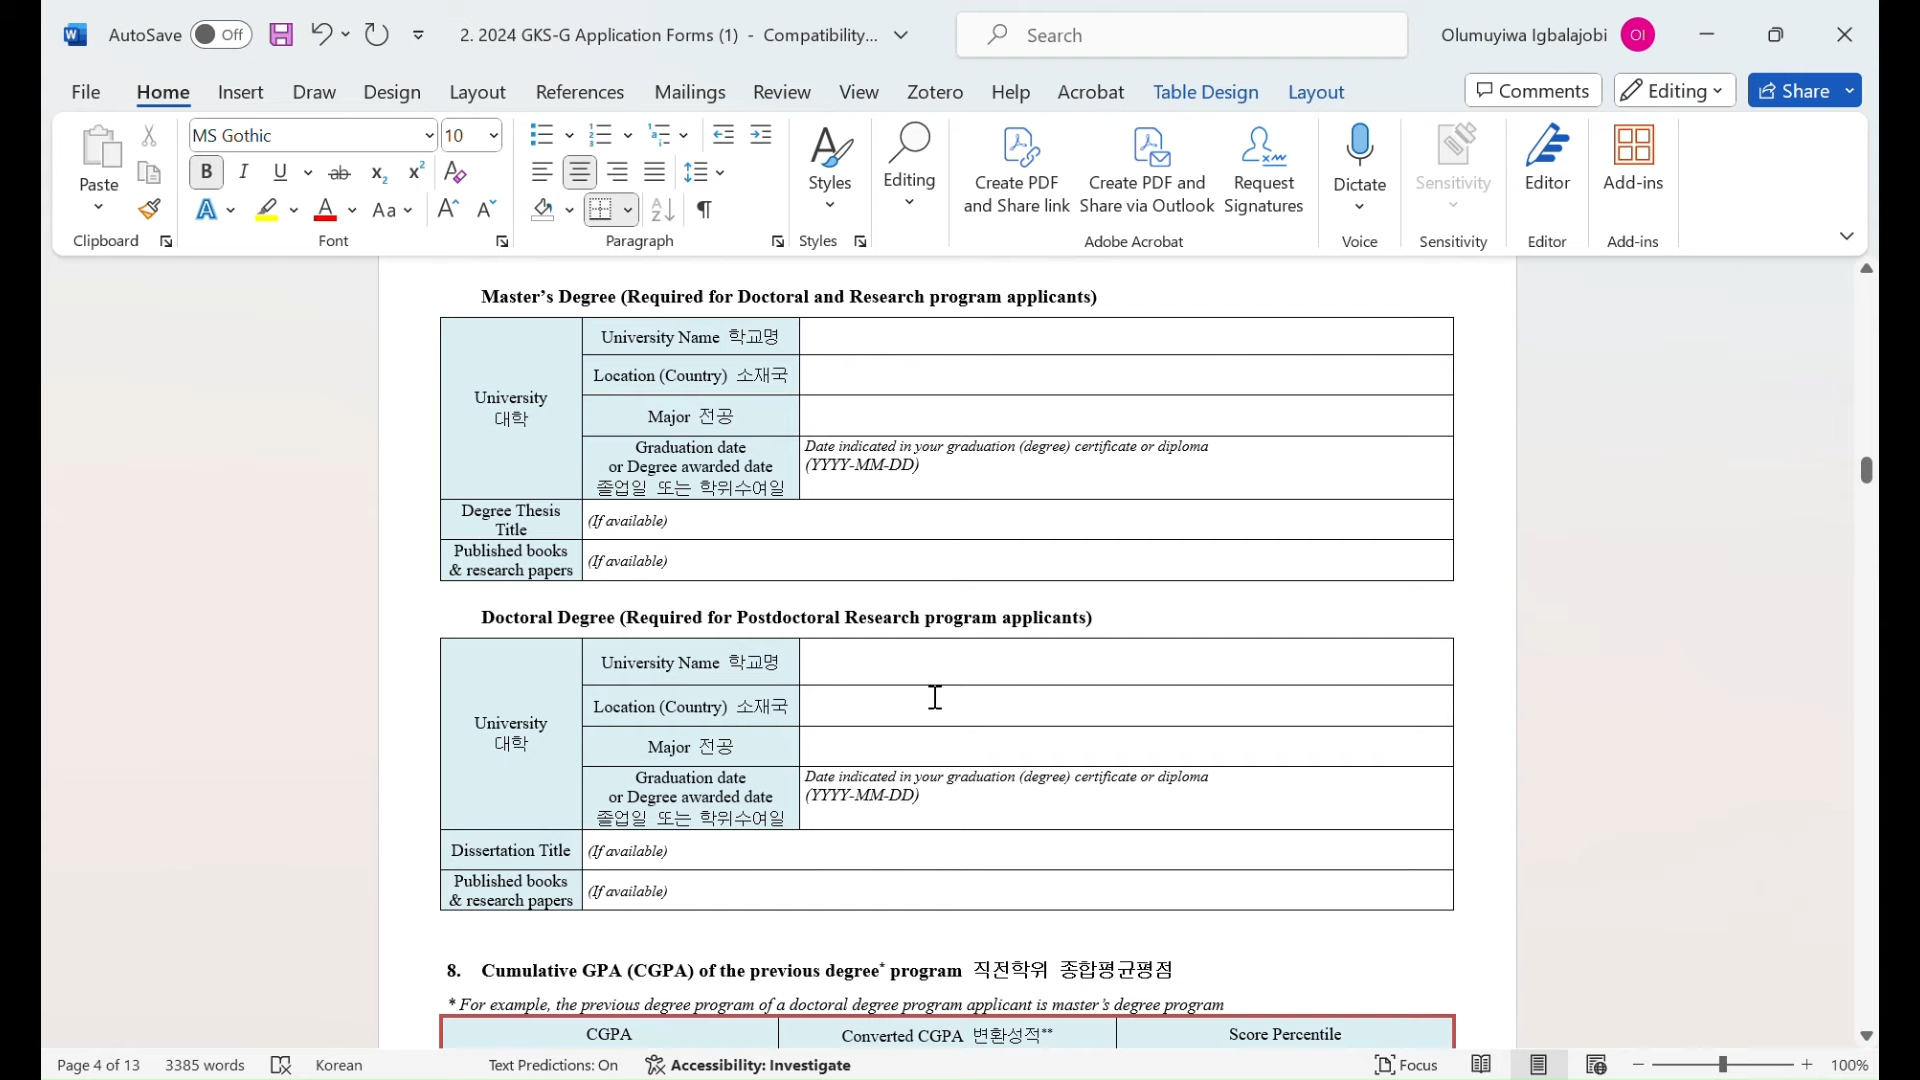 AutoSave Off 2. 2024 GKS-G Application Forms (1) - Compatibility... Search Olumuyiwa Igbalajobi OI
File Home Insert Draw Design Layout References Mailings Review View Zotero Help Acrobat Table Design Layout Comments Editing Share
Paste
Clipboard
MS Gothic 10
Font
Paragraph
Styles
Styles
Editing
Create PDF and Share link
Create PDF and Share via Outlook
Request Signatures
Adobe Acrobat
Dictate
Voice
Sensitivity
Sensitivity
Editor
Editor
Add-ins
Add-ins
Master's Degree (Required for Doctoral and Research program applicants)
University
대학
University Name 학교명
Location (Country) 소재국
Major 전공
Graduation date
or Degree awarded date
졸업일 또는 학위수여일
Date indicated in your graduation (degree) certificate or diploma
(YYYY-MM-DD)
Degree Thesis
Title
(If available)
Published books
& research papers
(If available)
Doctoral Degree (Required for Postdoctoral Research program applicants)
University
대학
University Name 학교명
Location (Country) 소재국
Major 전공
Graduation date
or Degree awarded date
졸업일 또는 학위수여일
Date indicated in your graduation (degree) certificate or diploma
(YYYY-MM-DD)
Dissertation Title
(If available)
Published books
& research papers
(If available)
8. Cumulative GPA (CGPA) of the previous degree* program 직전학위 종합평균평점
* For example, the previous degree program of a doctoral degree program applicant is master's degree program
CGPA Converted CGPA 변환성적** Score Percentile
Page 4 of 13 3385 words Korean Text Predictions: On Accessibility: Investigate Focus 100%